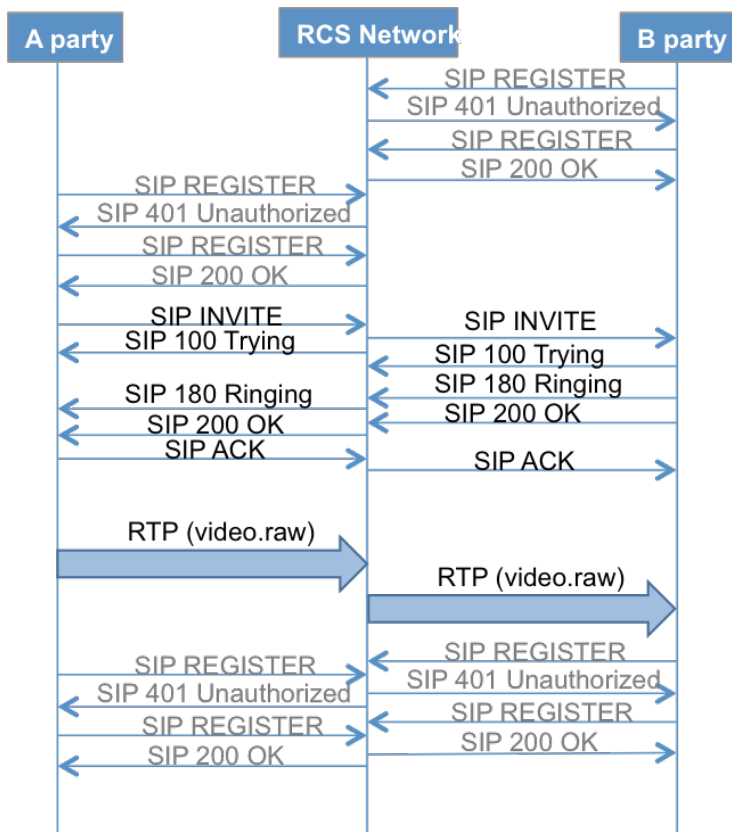 A party
RCS Network
B party
SIP REGISTER
SIP 401 Unauthorized
SIP REGISTER
SIP 200 OK
SIP REGISTER
SIP 401 Unauthorized
SIP REGISTER
SIP 200 OK
SIP INVITE
SIP INVITE
SIP 100 Trying
SIP 100 Trying
SIP 180 Ringing
SIP 180 Ringing
SIP 200 OK
SIP 200 OK
SIP ACK
SIP ACK
RTP (video.raw)
RTP (video.raw)
SIP REGISTER
SIP REGISTER
SIP 401 Unauthorized
SIP 401 Unauthorized
SIP REGISTER
SIP REGISTER
SIP 200 OK
SIP 200 OK